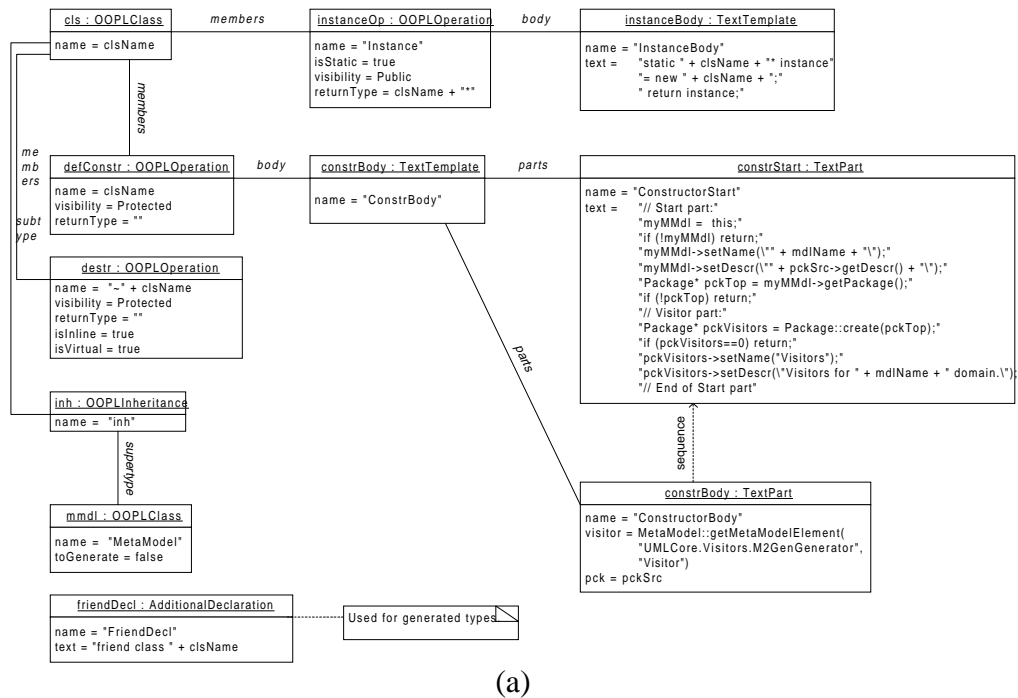 cls : OOPLClass
name = clsName
members
instanceOp : OOPLOperation
name = "Instance"
isStatic = true
visibility = Public
returnType = clsName + "*"
body
instanceBody : TextTemplate
name = "InstanceBody"
text = "static " + clsName + "* instance"
"= new " + clsName + ";"
" return instance;"
members
me
mb
ers
subt
ype
defConstr : OOPLOperation
name = clsName
visibility = Protected
returnType = ""
body
constrBody : TextTemplate
name = "ConstrBody"
parts
constrStart : TextPart
name = "ConstructorStart"
text = "// Start part:"
"myMMdl = this;"
"if (!myMMdl) return;"
"myMMdl->setName(\"" + mdlName + "\");"
"myMMdl->setDescr(\"" + pckSrc->getDescr() + "\");"
"Package* pckTop = myMMdl->getPackage();"
"if (!pckTop) return;"
"// Visitor part:"
"Package* pckVisitors = Package::create(pckTop);"
"if (pckVisitors==0) return;"
"pckVisitors->setName("Visitors");"
"pckVisitors->setDescr(\"Visitors for " + mdlName + " domain.\");
"// End of Start part"
destr : OOPLOperation
name = "~" + clsName
visibility = Protected
returnType = ""
isInline = true
isVirtual = true
parts
inh : OOPLInheritance
name = "inh"
sequence
supertype
constrBody : TextPart
name = "ConstructorBody"
visitor = MetaModel::getMetaModelElement(
"UMLCore.Visitors.M2GenGenerator",
"Visitor")
pck = pckSrc
mmdl : OOPLClass
name = "MetaModel"
toGenerate = false
friendDecl : AdditionalDeclaration
name = "FriendDecl"
text = "friend class " + clsName
Used for generated types
(a)